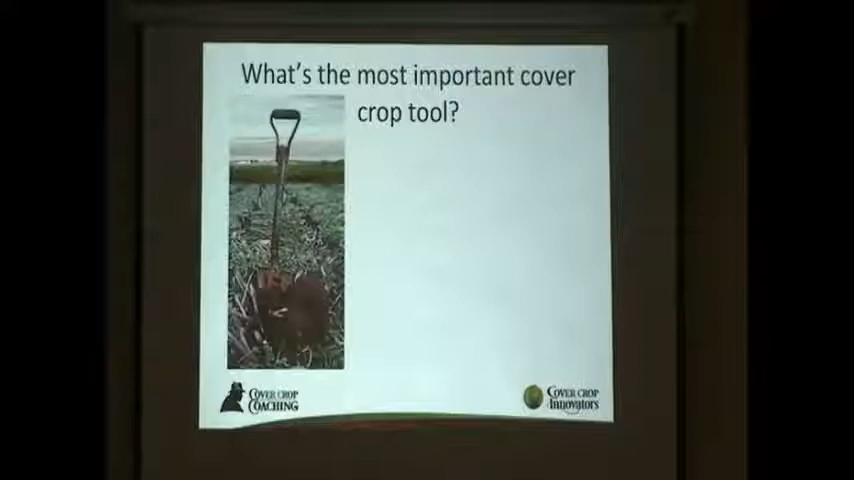 What's the most important cover
crop tool?
COVER CROP
COACHING
COVER CROP
Innovators